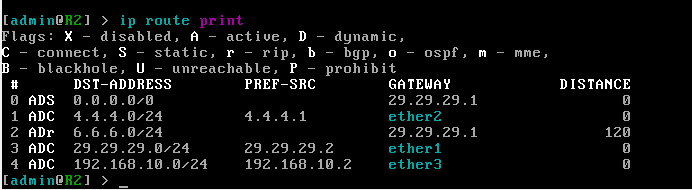 [admin@R2] > ip route print
Flags: X - disabled, A - active, D - dynamic,
C - connect, S - static, r - rip, b - bgp, o - ospf, m - mme,
B - blackhole, U - unreachable, P - prohibit
 #      DST-ADDRESS        PREF-SRC        GATEWAY            DISTANCE
 0 ADS  0.0.0.0/0                          29.29.29.1                0
 1 ADC  4.4.4.0/24         4.4.4.1         ether2                    0
 2 ADr  6.6.6.0/24                         29.29.29.1              120
 3 ADC  29.29.29.0/24      29.29.29.2      ether1                    0
 4 ADC  192.168.10.0/24    192.168.10.2    ether3                    0
[admin@R2] > _